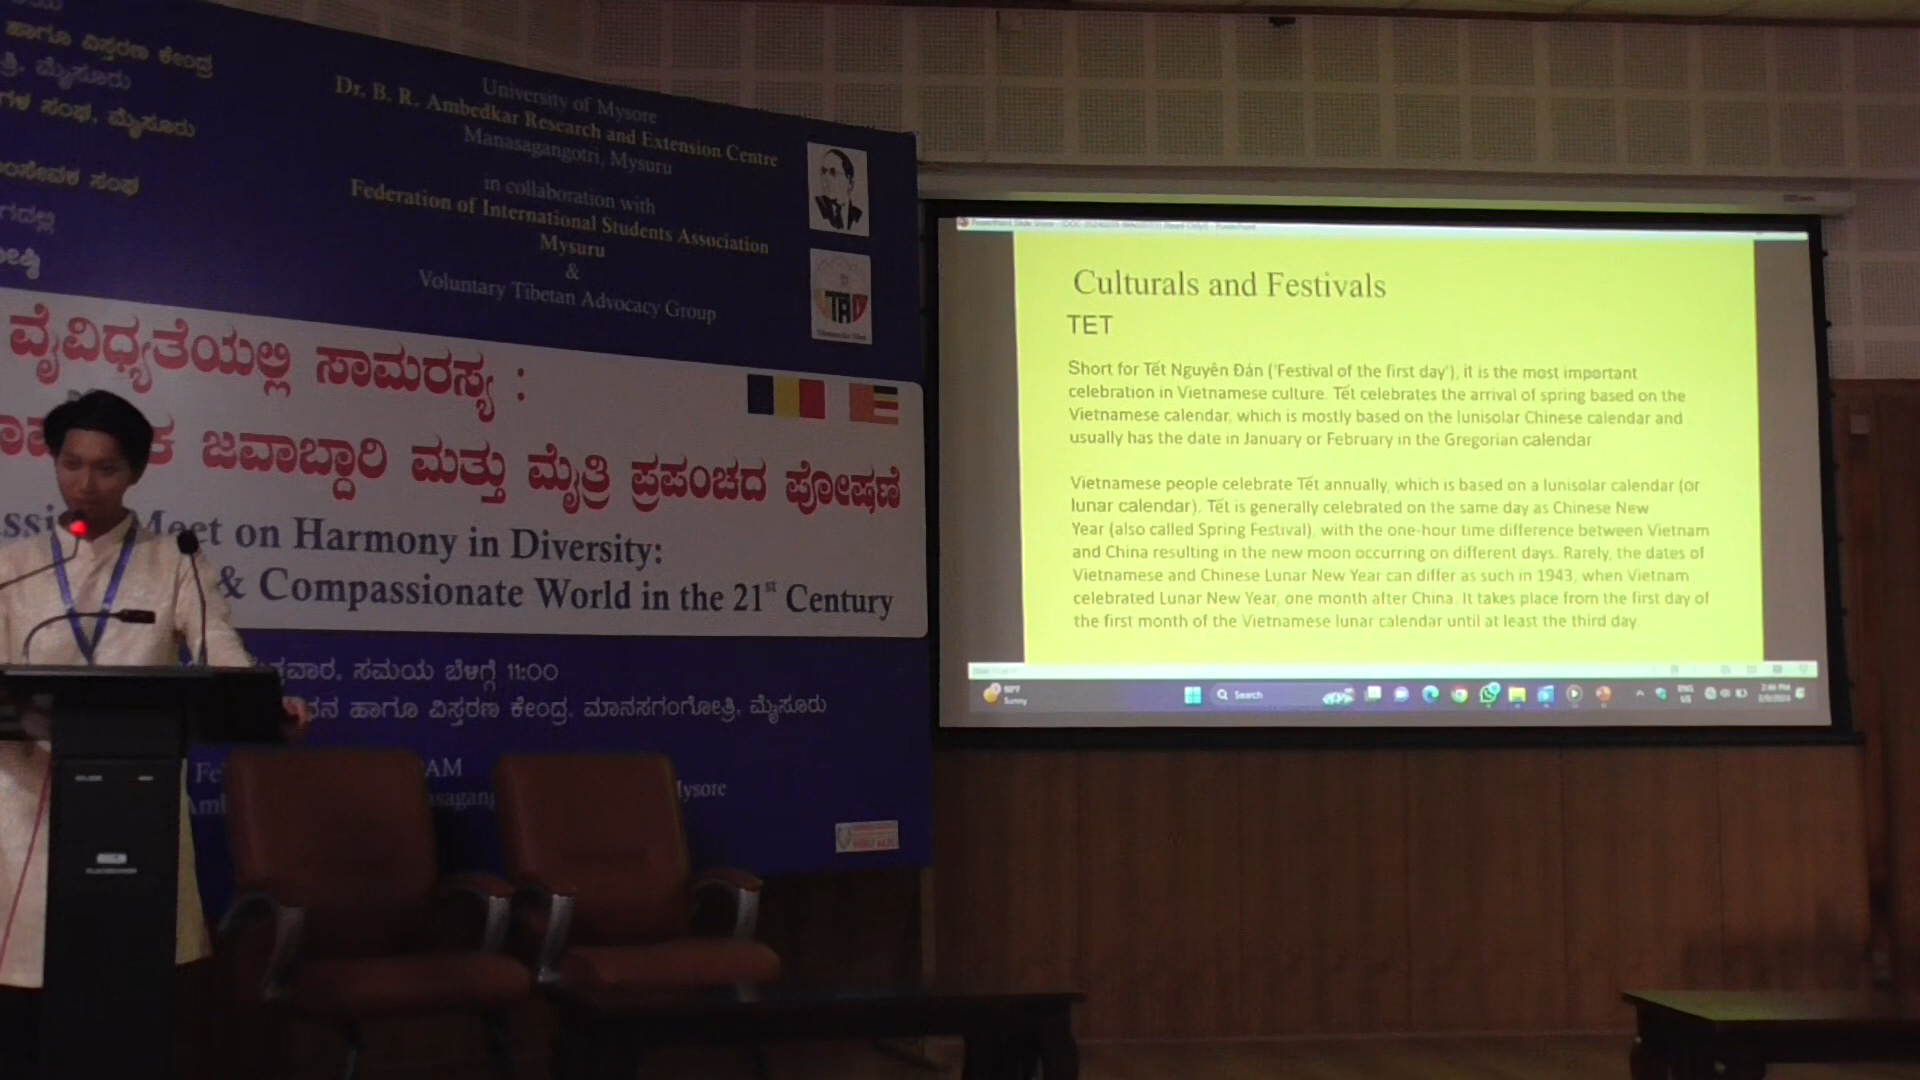 ಹಾಗೂ ವಿಸ್ತರಣ ಕೇಂದ್ರ
ಮೈಸೂರು
ಸಂಘ, ಮೈಸೂರು
ಸಂಘ
University of Mysore
Dr. B. R. Ambedkar Research and Extension Centre
Manasagangotri, Mysuru
in collaboration with
Federation of International Students Association
Mysuru
&
Voluntary Tibetan Advocacy Group
ವೈವಿಧ್ಯತೆಯಲ್ಲಿ ಸಾಮರಸ್ಯ :
ಜವಾಬ್ದಾರಿ ಮತ್ತು ಮೈತ್ರಿ ಪ್ರಪಂಚದ ಪೋಷಣೆ
Meet on Harmony in Diversity:
& Compassionate World in the 21st Century
ಸಮಯ ಬೆಳಗ್ಗೆ 11:00
ಹಾಗೂ ವಿಸ್ತರಣ ಕೇಂದ್ರ, ಮಾನಸಗಂಗೋತ್ರಿ, ಮೈಸೂರು
AM
Culturals and Festivals
TET
Short for Tết Nguyên Đán ('Festival of the first day'), it is the most important
celebration in Vietnamese culture. Tết celebrates the arrival of spring based on the
Vietnamese calendar, which is mostly based on the lunisolar Chinese calendar and
usually has the date in January or February in the Gregorian calendar
Vietnamese people celebrate Tết annually, which is based on a lunisolar calendar (or
lunar calendar). Tết is generally celebrated on the same day as Chinese New
Year (also called Spring Festival), with the one-hour time difference between Vietnam
and China resulting in the new moon occurring on different days. Rarely, the dates of
Vietnamese and Chinese Lunar New Year can differ as such in 1943, when Vietnam
celebrated Lunar New Year, one month after China. It takes place from the first day of
the first month of the Vietnamese lunar calendar until at least the third day.
Sunny
Search